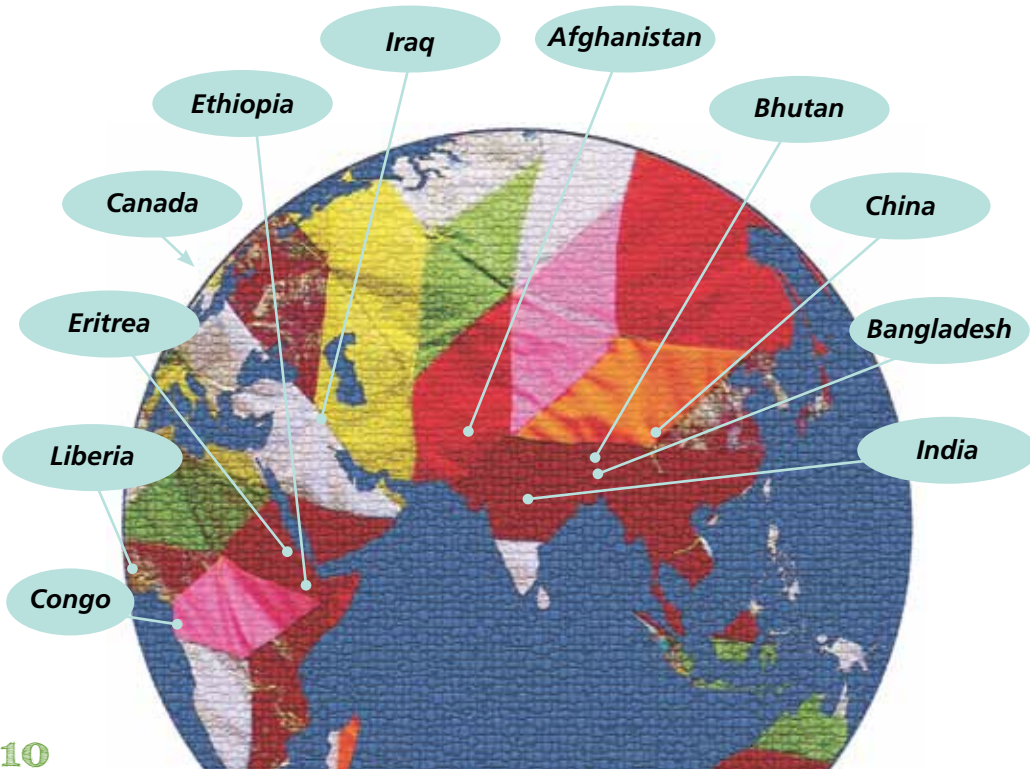 Iraq
Afghanistan
Ethiopia
Bhutan
Canada
China
Eritrea
Bangladesh
Liberia
India
Congo
10